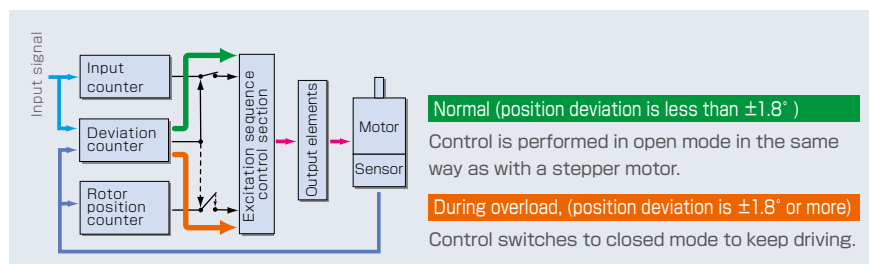 Input signal
Input
counter
Deviation
counter
Rotor
position
counter
Excitation sequence
control section
Output elements
Motor
Sensor
Normal (position deviation is less than ±1.8˚ )
Control is performed in open mode in the same
way as with a stepper motor.
During overload, (position deviation is ±1.8˚ or more)
Control switches to closed mode to keep driving.